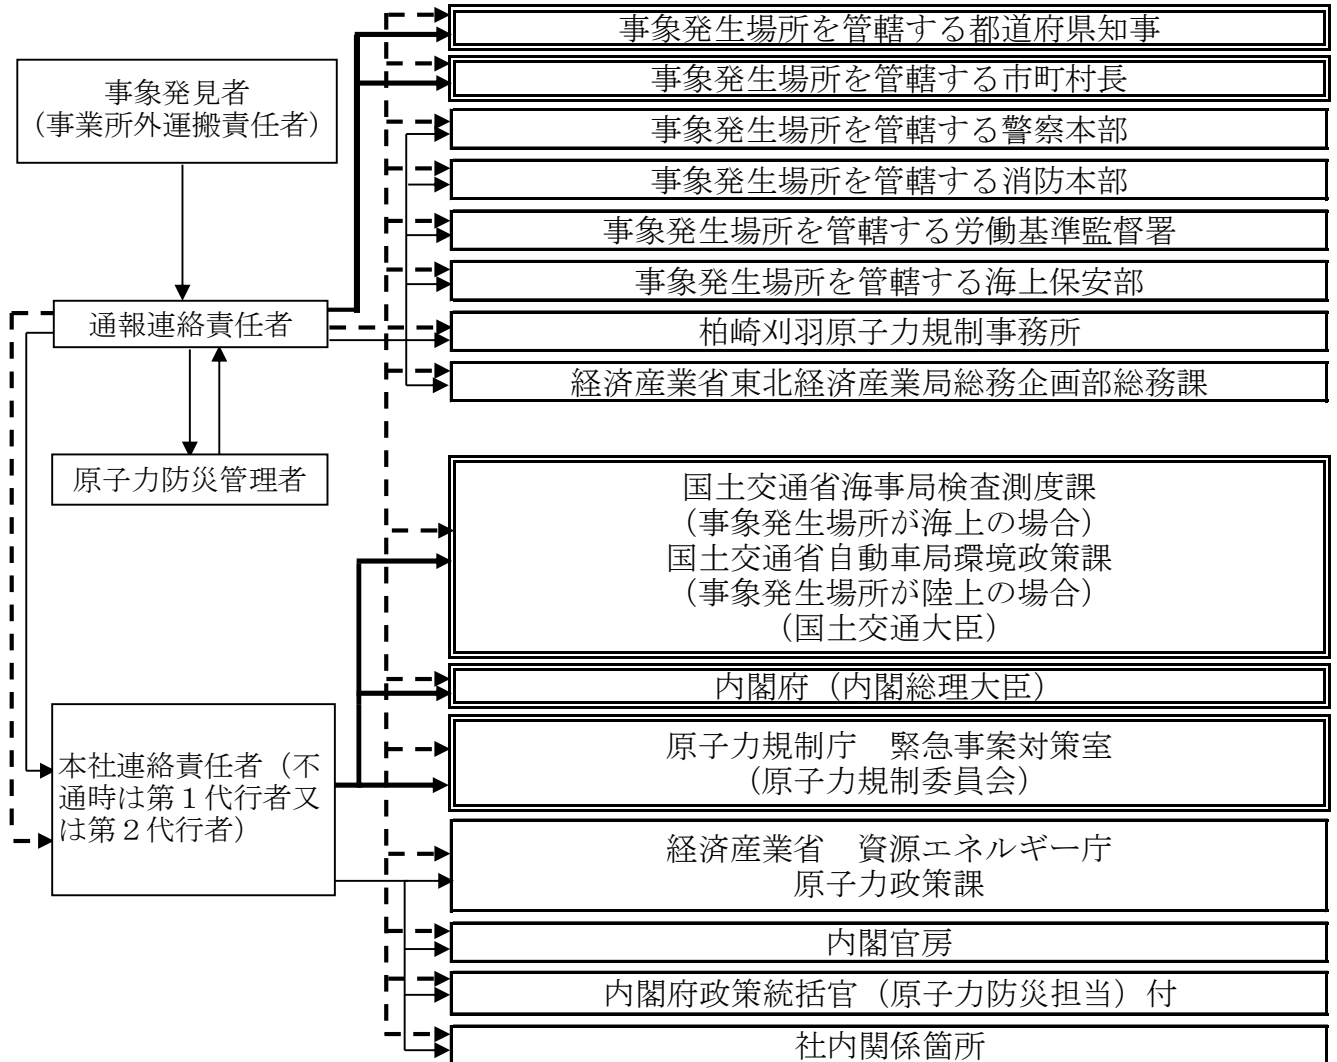 事象発見者
（事業所外運搬責任者）
通報連絡責任者
原子力防災管理者
本社連絡責任者（不
通時は第１代行者又
は第２代行者）
事象発生場所を管轄する都道府県知事
事象発生場所を管轄する市町村長
事象発生場所を管轄する警察本部
事象発生場所を管轄する消防本部
事象発生場所を管轄する労働基準監督署
事象発生場所を管轄する海上保安部
柏崎刈羽原子力規制事務所
経済産業省東北経済産業局総務企画部総務課
国土交通省海事局検査測度課
（事象発生場所が海上の場合）
国土交通省自動車局環境政策課
（事象発生場所が陸上の場合）
（国土交通大臣）
内閣府（内閣総理大臣）
原子力規制庁　緊急事案対策室
（原子力規制委員会）
経済産業省　資源エネルギー庁
原子力政策課
内閣官房
内閣府政策統括官（原子力防災担当）付
社内関係箇所